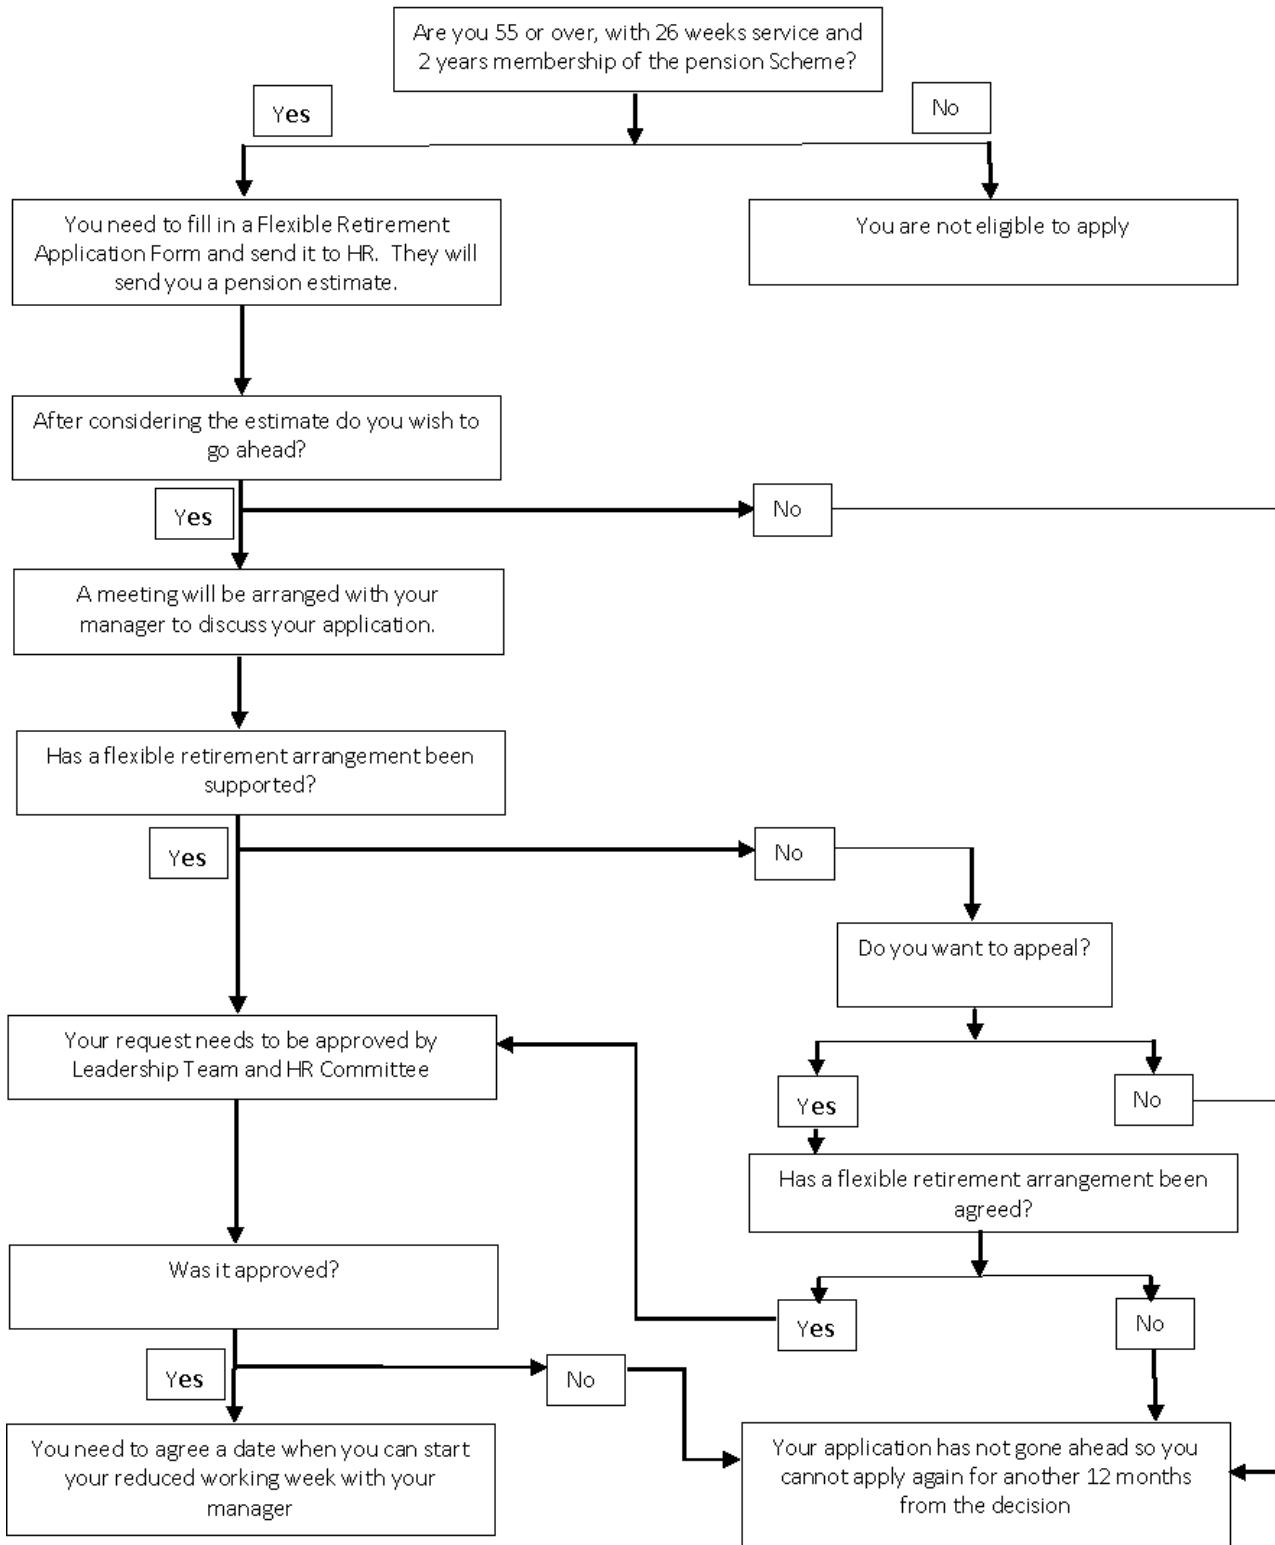 Are you 55 or over, with 26 weeks service and
2 years membership of the pension Scheme?
Yes
No
You need to fill in a Flexible Retirement
Application Form and send it to HR. They will
send you a pension estimate.
You are not eligible to apply
After considering the estimate do you wish to
go ahead?
Yes
No
A meeting will be arranged with your
manager to discuss your application.
Has a flexible retirement arrangement been
supported?
Yes
No
Do you want to appeal?
Your request needs to be approved by
Leadership Team and HR Committee
Yes
No
Has a flexible retirement arrangement been
agreed?
Was it approved?
Yes
No
Yes
No
You need to agree a date when you can start
your reduced working week with your
manager
Your application has not gone ahead so you
cannot apply again for another 12 months
from the decision